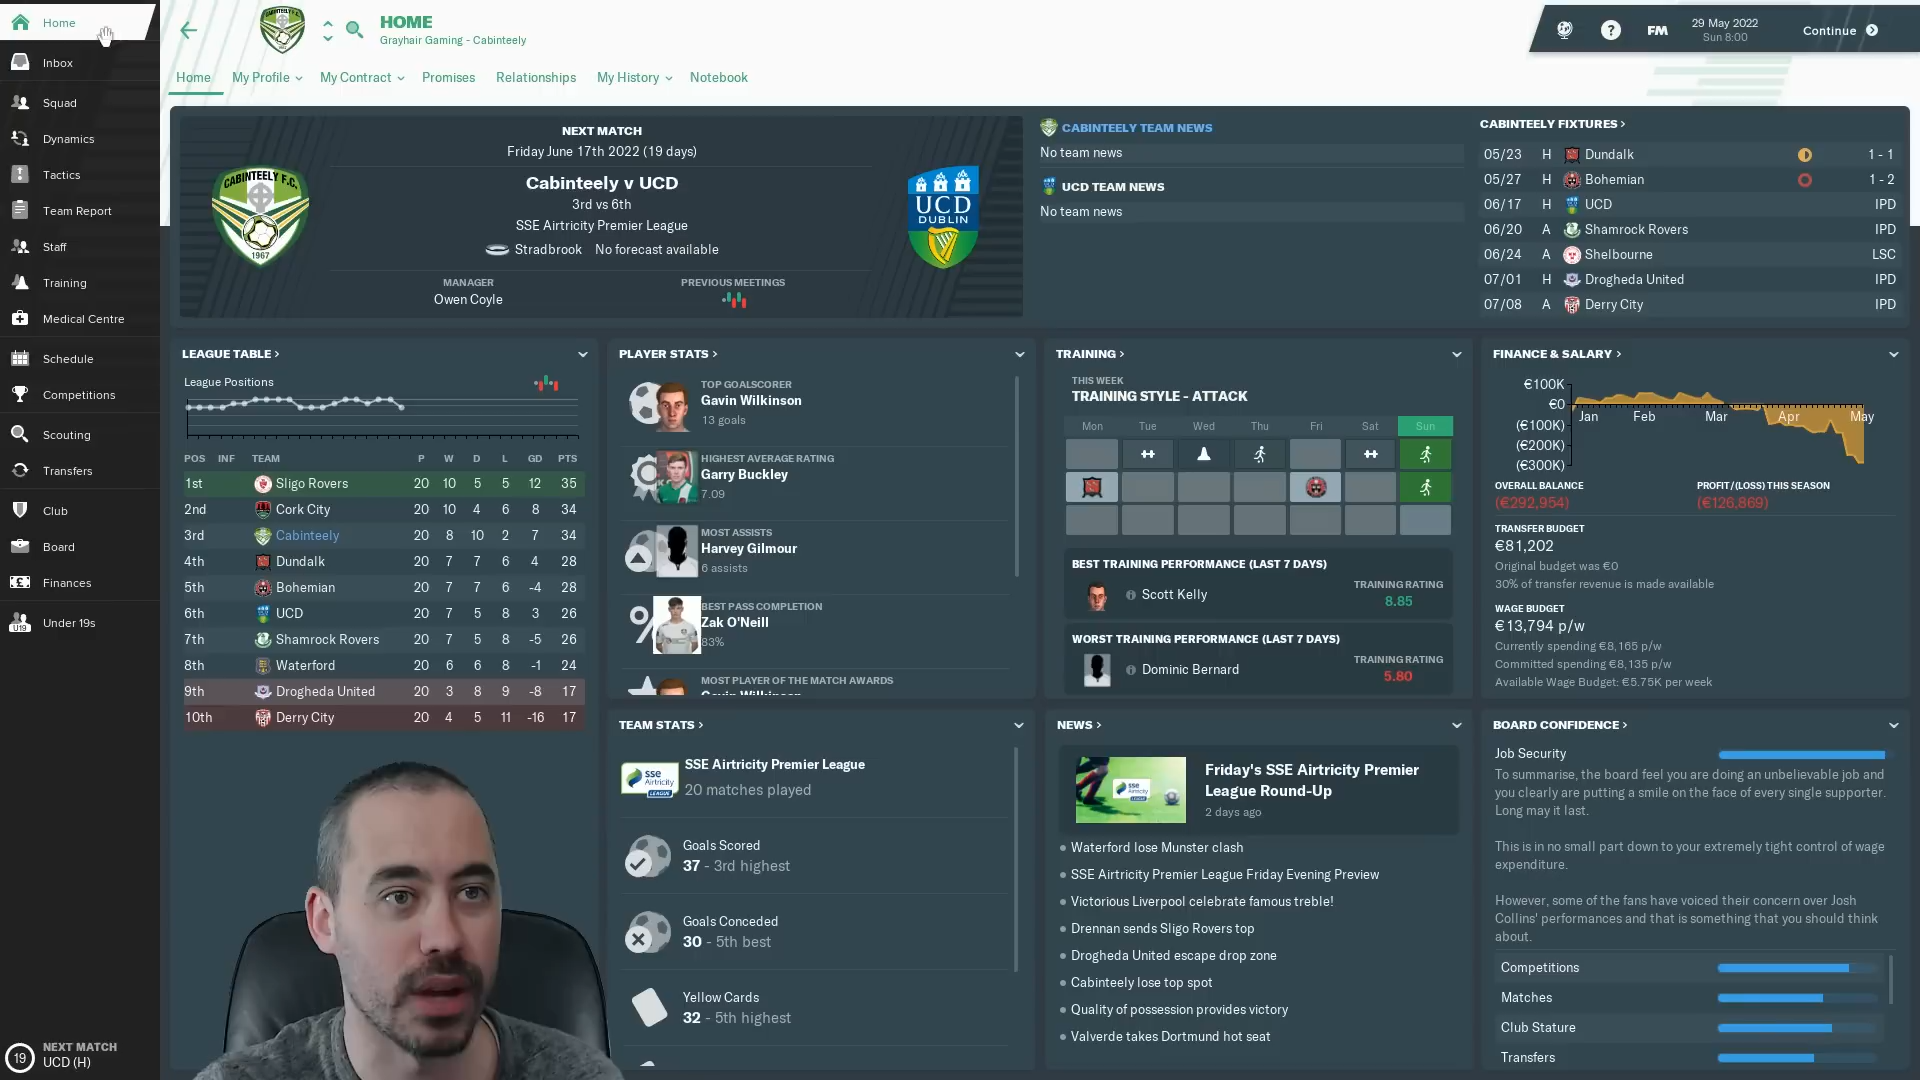 Home
Inbox
Squad
Dynamics
Tactics
Team Report
Staff
Training
Medical Centre
Schedule
Competitions
Scouting
Transfers
Club
Board
Finances
U19
Under 19s
19
NEXT MATCH
UCD (H)
HOME
Grayhair Gaming - Cabinteely
?
FM
29 May 2022
Sun 8:00
Continue
Home
My Profile
My Contract
Promises
Relationships
My History
Notebook
NEXT MATCH
Friday June 17th 2022 (19 days)
Cabinteely v UCD
3rd vs 6th
SSE Airtricity Premier League
Stradbrook No forecast available
MANAGER
Owen Coyle
PREVIOUS MEETINGS
CABINTEELY F.C.
1967
UCD
DUBLIN
CABINTEELY TEAM NEWS
No team news
UCD TEAM NEWS
No team news
CABINTEELY FIXTURES >
05/23 H Dundalk 1 - 1
05/27 H Bohemian 1 - 2
06/17 H UCD IPD
06/20 A Shamrock Rovers IPD
06/24 A Shelbourne LSC
07/01 H Drogheda United IPD
07/08 A Derry City IPD
LEAGUE TABLE >
League Positions
POS INF TEAM P W D L GD PTS
1st Sligo Rovers 20 10 5 5 12 35
2nd Cork City 20 10 4 6 8 34
3rd Cabinteely 20 8 10 2 7 34
4th Dundalk 20 7 7 6 4 28
5th Bohemian 20 7 7 6 -4 28
6th UCD 20 7 5 8 3 26
7th Shamrock Rovers 20 7 5 8 -5 26
8th Waterford 20 6 6 8 -1 24
9th Drogheda United 20 3 8 9 -8 17
10th Derry City 20 4 5 11 -16 17
PLAYER STATS >
TOP GOALSCORER
Gavin Wilkinson
13 goals
HIGHEST AVERAGE RATING
Garry Buckley
7.09
MOST ASSISTS
Harvey Gilmour
6 assists
%
BEST PASS COMPLETION
Zak O'Neill
83%
MOST PLAYER OF THE MATCH AWARDS
Gavin Wilkinson
TEAM STATS >
sse Airtricity LEAGUE
SSE Airtricity Premier League
20 matches played
Goals Scored
37 - 3rd highest
Goals Conceded
30 - 5th best
Yellow Cards
32 - 5th highest
TRAINING >
THIS WEEK
TRAINING STYLE - ATTACK
Mon Tue Wed Thu Fri Sat Sun
BEST TRAINING PERFORMANCE (LAST 7 DAYS)
Scott Kelly
TRAINING RATING
8.85
WORST TRAINING PERFORMANCE (LAST 7 DAYS)
Dominic Bernard
TRAINING RATING
5.80
NEWS >
sse Airtricity
Friday's SSE Airtricity Premier
League Round-Up
2 days ago
Waterford lose Munster clash
SSE Airtricity Premier League Friday Evening Preview
Victorious Liverpool celebrate famous treble!
Drennan sends Sligo Rovers top
Drogheda United escape drop zone
Cabinteely lose top spot
Quality of possession provides victory
Valverde takes Dortmund hot seat
FINANCE & SALARY >
€100K
€0
(€100K)
(€200K)
(€300K)
Jan Feb Mar Apr May
OVERALL BALANCE
(€292,954)
PROFIT/(LOSS) THIS SEASON
(€126,869)
TRANSFER BUDGET
€81,202
Original budget was €0
30% of transfer revenue is made available
WAGE BUDGET
€13,794 p/w
Currently spending €8,165 p/w
Committed spending €8,135 p/w
Available Wage Budget: €5.75K per week
BOARD CONFIDENCE >
Job Security
To summarise, the board feel you are doing an unbelievable job and
you clearly are putting a smile on the face of every single supporter.
Long may it last.
This is in no small part down to your extremely tight control of wage
expenditure.
However, some of the fans have voiced their concern over Josh
Collins' performances and that is something that you should think
about.
Competitions
Matches
Club Stature
Transfers